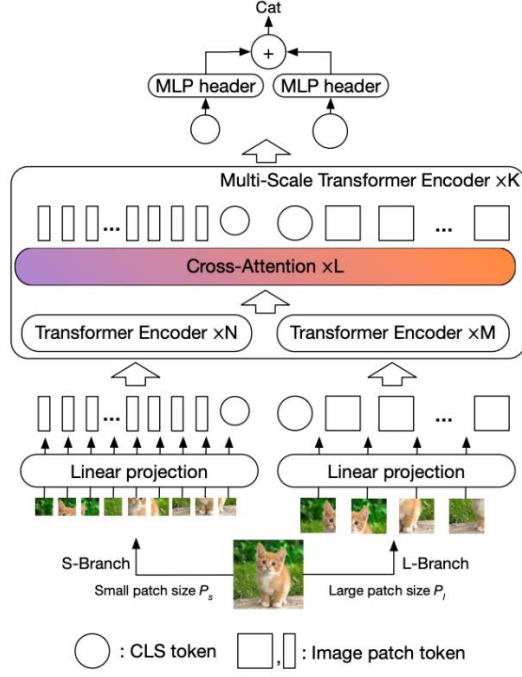 Cat
+
MLP header MLP header
Multi-Scale Transformer Encoder ×K
...
...
Cross-Attention ×L
Transformer Encoder ×N Transformer Encoder ×M
...
...
Linear projection Linear projection
S-Branch L-Branch
Small patch size Ps Large patch size Pl
: CLS token , : Image patch token